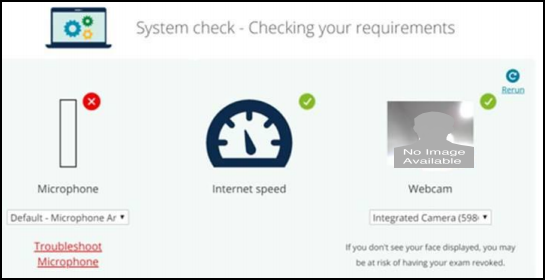 System check - Checking your requirements
Rerun
Microphone
Internet speed
Webcam
No Image
Available
Default - Microphone Ar
Integrated Camera (598
Troubleshoot
Microphone
If you don't see your face displayed, you may
be at risk of having your exam revoked.